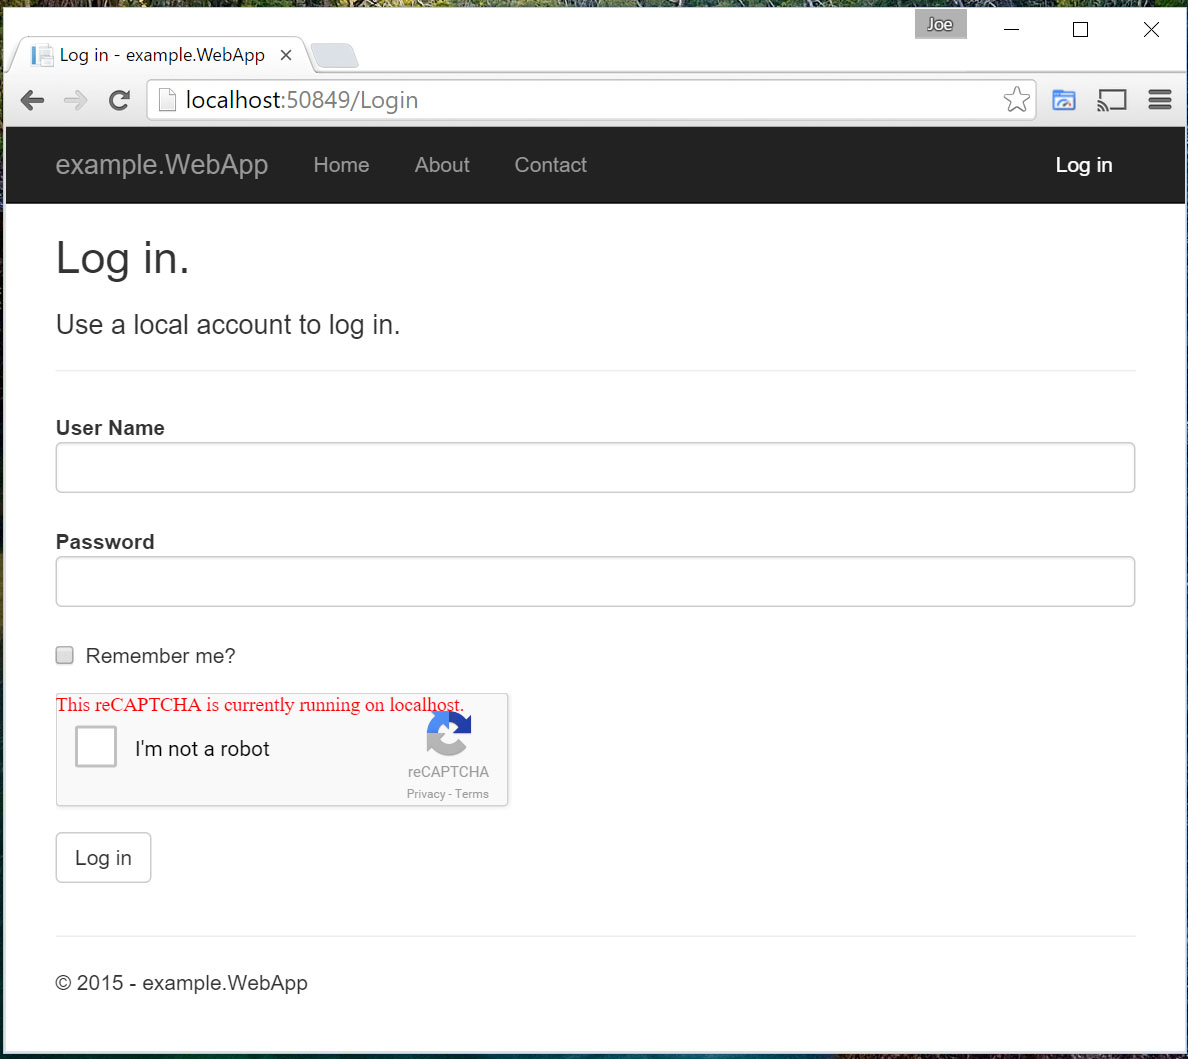 Joe
Log in - example.WebApp
localhost:50849/Login
example.WebApp Home About Contact Log in
Log in.
Use a local account to log in.
User Name
Password
Remember me?
This reCAPTCHA is currently running on localhost.
I'm not a robot
reCAPTCHA
Privacy - Terms
Log in
© 2015 - example.WebApp